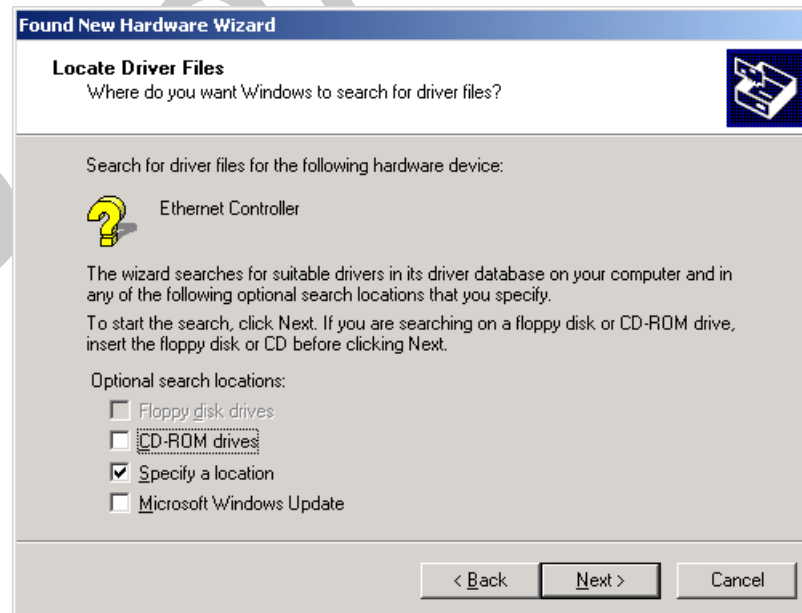 Found New Hardware Wizard
Locate Driver Files
Where do you want Windows to search for driver files?
Search for driver files for the following hardware device:
Ethernet Controller
The wizard searches for suitable drivers in its driver database on your computer and in
any of the following optional search locations that you specify.
To start the search, click Next. If you are searching on a floppy disk or CD-ROM drive,
insert the floppy disk or CD before clicking Next.
Optional search locations:
Floppy disk drives
CD-ROM drives
Specify a location
Microsoft Windows Update
< Back Next > Cancel